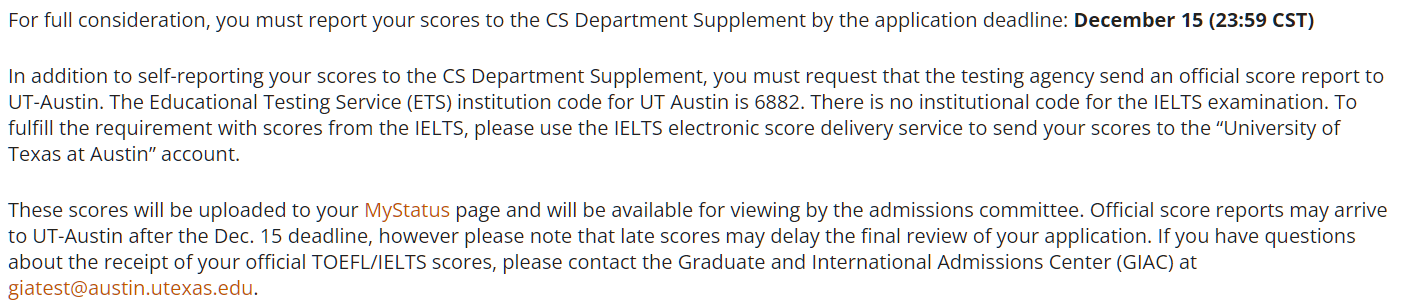 For full consideration, you must report your scores to the CS Department Supplement by the application deadline: December 15 (23:59 CST)
In addition to self-reporting your scores to the CS Department Supplement, you must request that the testing agency send an official score report to
UT-Austin. The Educational Testing Service (ETS) institution code for UT Austin is 6882. There is no institutional code for the IELTS examination. To
fulfill the requirement with scores from the IELTS, please use the IELTS electronic score delivery service to send your scores to the “University of
Texas at Austin” account.
These scores will be uploaded to your MyStatus page and will be available for viewing by the admissions committee. Official score reports may arrive
to UT-Austin after the Dec. 15 deadline, however please note that late scores may delay the final review of your application. If you have questions
about the receipt of your official TOEFL/IELTS scores, please contact the Graduate and International Admissions Center (GIAC) at
giatest@austin.utexas.edu.